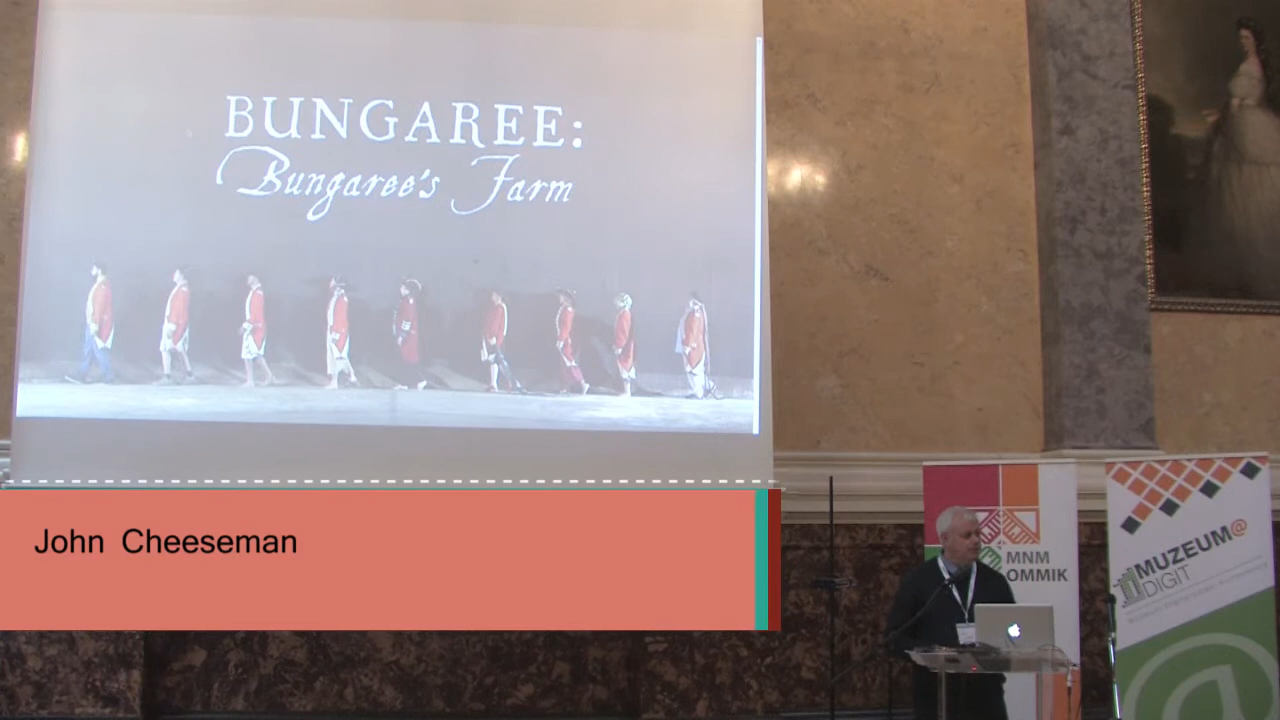 BUNGAREE:
Bungaree's Farm
John Cheeseman
MNM
OMMIK
MUZEUM@
DIGIT